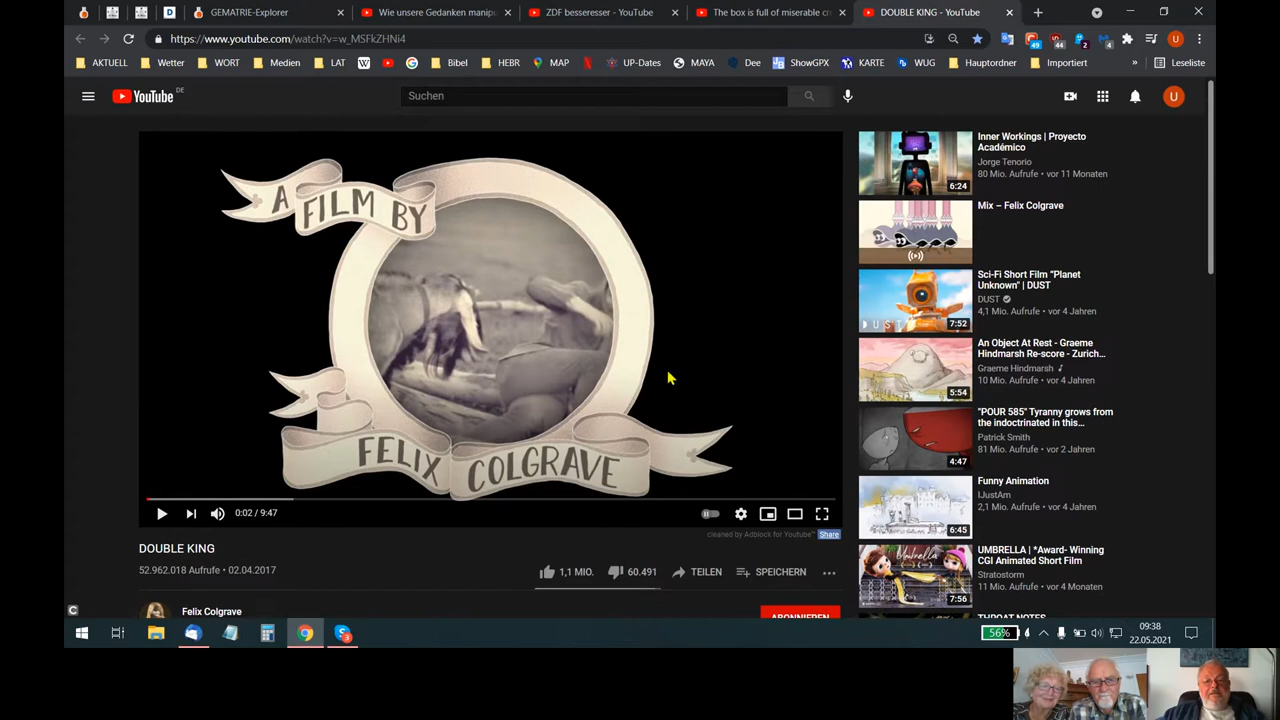 GEMATRIE-Explorer
Wie unsere Gedanken manipu
ZDF besseresser - YouTube
The box is full of miserable cr
DOUBLE KING - YouTube
https://www.youtube.com/watch?v=w_MSFkZHNi4
49
44
2
4
U
AKTUELL
Wetter
WORT
Medien
LAT
W
G
Bibel
HEBR
MAP
UP-Dates
MAYA
Dee
ShowGPX
KARTE
WUG
Hauptordner
Importiert
»
Leseliste
YouTube DE
Suchen
U
A
FILM BY
FELIX
COLGRAVE
0:02 / 9:47
cleaned by Adblock for Youtube™ Share
DOUBLE KING
52.962.018 Aufrufe • 02.04.2017
1,1 MIO.
60.491
TEILEN
SPEICHERN
Felix Colgrave
ABONNIEREN
Inner Workings | Proyecto
Académico
Jorge Tenorio
80 Mio. Aufrufe • vor 11 Monaten
6:24
Mix – Felix Colgrave
Sci-Fi Short Film "Planet
Unknown" | DUST
DUST
4,1 Mio. Aufrufe • vor 4 Jahren
7:52
An Object At Rest - Graeme
Hindmarsh Re-score - Zurich...
Graeme Hindmarsh
10 Mio. Aufrufe • vor 4 Jahren
5:54
"POUR 585" Tyranny grows from
the indoctrinated in this...
Patrick Smith
81 Mio. Aufrufe • vor 2 Jahren
4:47
Funny Animation
IJustAm
2,1 Mio. Aufrufe • vor 4 Jahren
6:45
UMBRELLA | *Award- Winning
CGI Animated Short Film
Stratostorm
11 Mio. Aufrufe • vor 4 Monaten
7:56
THROAT NOTES
56%
09:38
22.05.2021